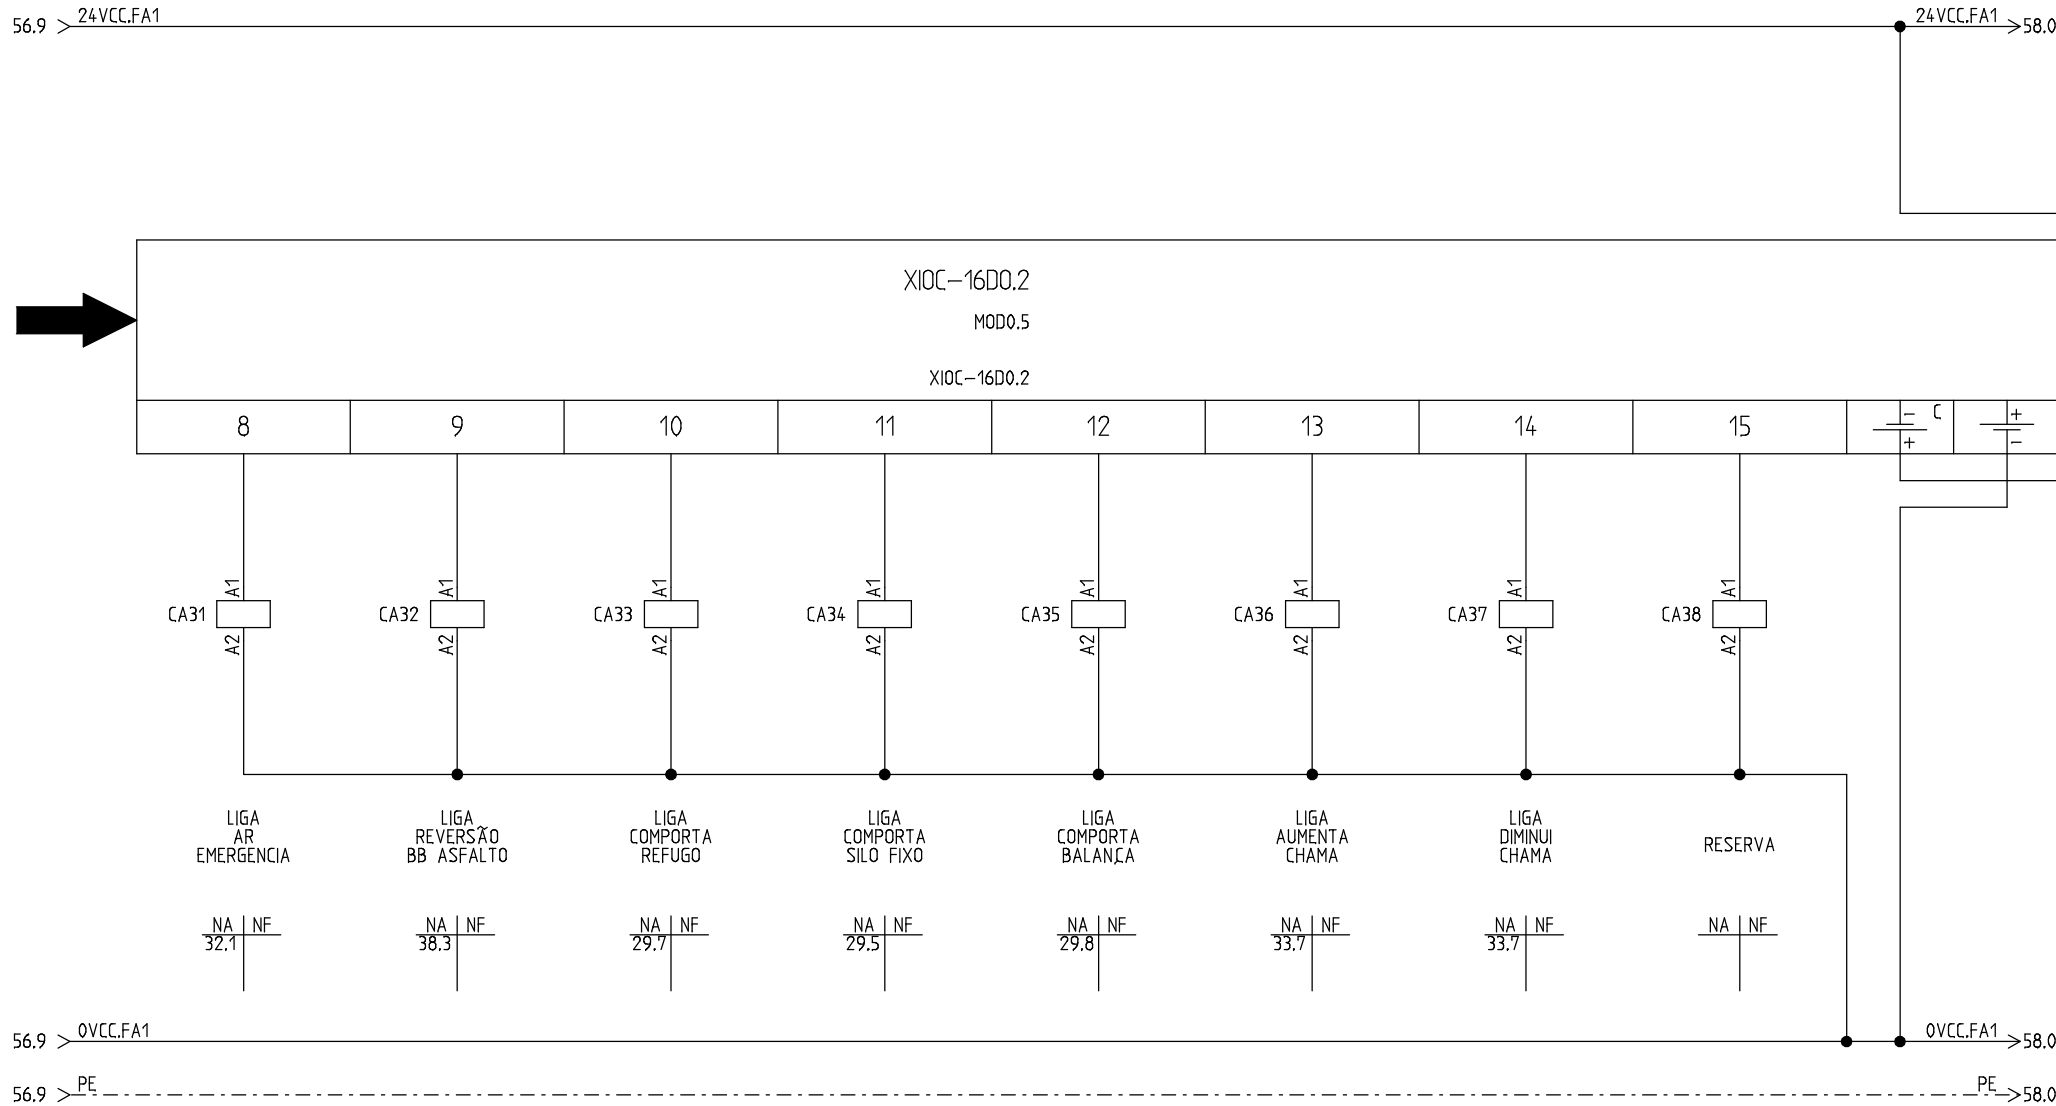 56.9 24VCC.FA1 24VCC.FA1 58.0
XIOC-16DO.2
MOD0.5
XIOC-16DO.2
8 9 10 11 12 13 14 15 - + C + -
A1 A1 A1 A1 A1 A1 A1 A1
CA31 CA32 CA33 CA34 CA35 CA36 CA37 CA38
A2 A2 A2 A2 A2 A2 A2 A2
LIGA
AR
EMERGENCIA
LIGA
REVERSÃO
BB ASFALTO
LIGA
COMPORTA
REFUGO
LIGA
COMPORTA
SILO FIXO
LIGA
COMPORTA
BALANÇA
LIGA
AUMENTA
CHAMA
LIGA
DIMINUI
CHAMA
RESERVA
NA NF NA NF NA NF NA NF NA NF NA NF NA NF NA NF
32.1 38.3 29.7 29.5 29.8 33.7 33.7
56.9 0VCC.FA1 0VCC.FA1 58.0
56.9 PE PE 58.0